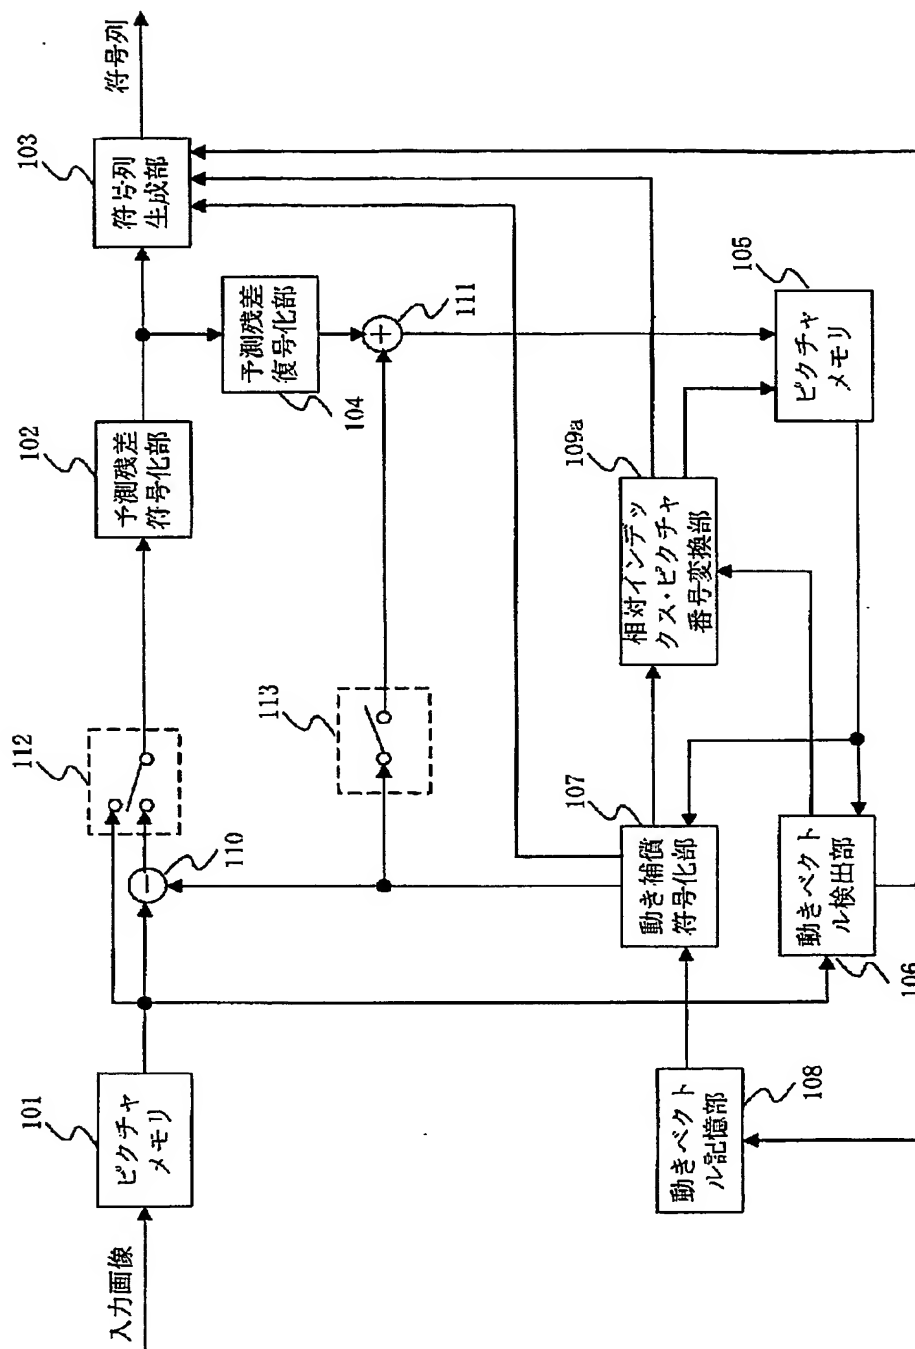 入力画像
101
ピクチャ
メモリ
110
112
102
予測残差
符号化部
103
符号列
生成部
符号列
予測残差
復号化部
104
111
113
105
ピクチャ
メモリ
109a
相対インデッ
クス・ピクチャ
番号変換部
107
動き補償
符号化部
動きベクト
ル検出部
106
動きベクト
ル記憶部
108